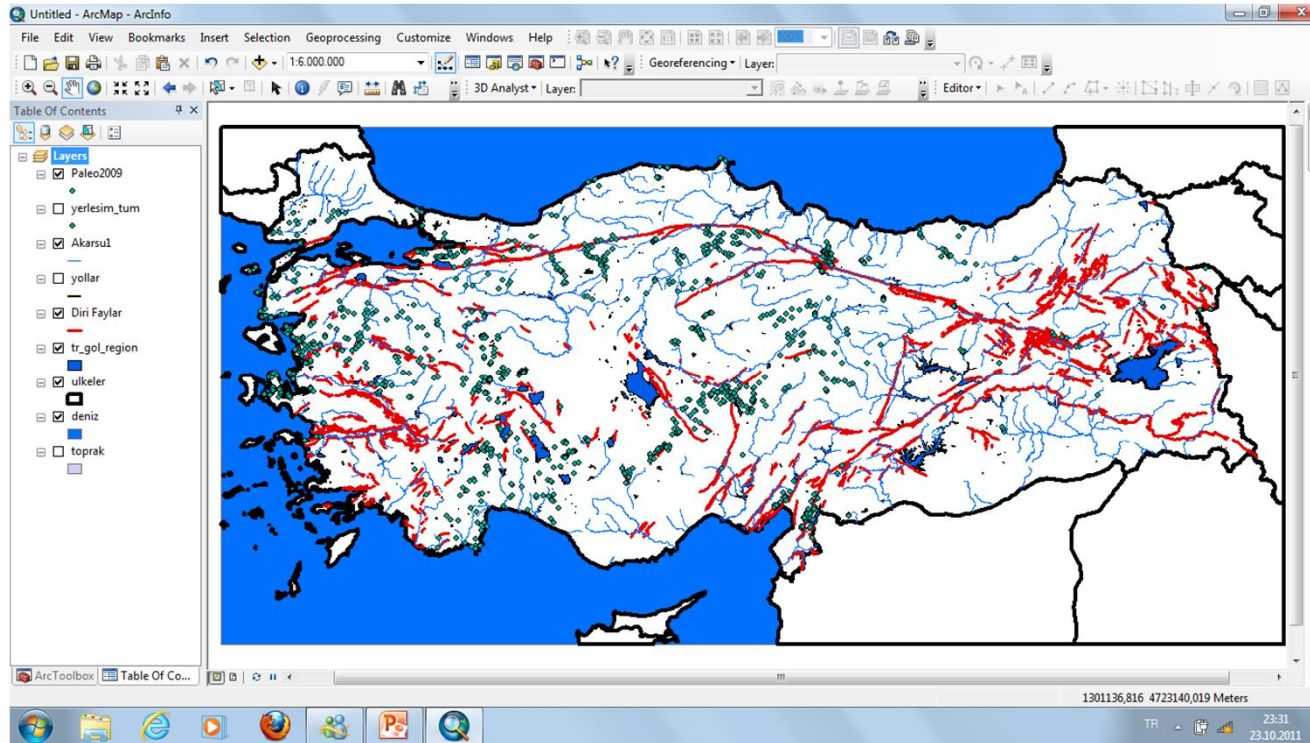 Untitled - ArcMap - ArcInfo
File Edit View Bookmarks Insert Selection Geoprocessing Customize Windows Help 100%
1:6.000.000 Georeferencing Layer:
3D Analyst Layer: Editor
Table Of Contents
Layers
Paleo2009
yerlesim_tum
Akarsu1
yollar
Diri Faylar
tr_gol_region
ulkeler
deniz
toprak
ArcToolbox Table Of Co...
1301136,816 4723140,019 Meters
TR 23:31
23.10.2011